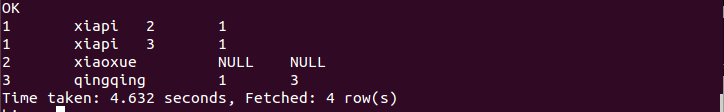 OK
1 xiapi 2 1
1 xiapi 3 1
2 xiaoxue NULL NULL
3 qingqing 1 3
Time taken: 4.632 seconds, Fetched: 4 row(s)